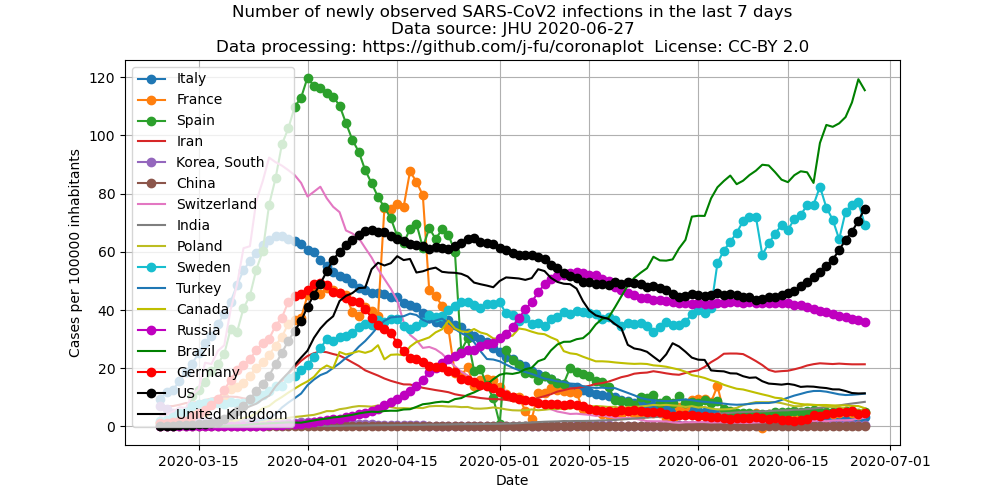 Number of newly observed SARS-CoV2 infections in the last 7 days
Data source: JHU 2020-06-27
Data processing: https://github.com/j-fu/coronaplot  License: CC-BY 2.0
Cases per 100000 inhabitants
120
100
80
60
40
20
0
Italy
France
Spain
Iran
Korea, South
China
Switzerland
India
Poland
Sweden
Turkey
Canada
Russia
Brazil
Germany
US
United Kingdom
2020-03-15
2020-04-01
2020-04-15
2020-05-01
2020-05-15
2020-06-01
2020-06-15
2020-07-01
Date